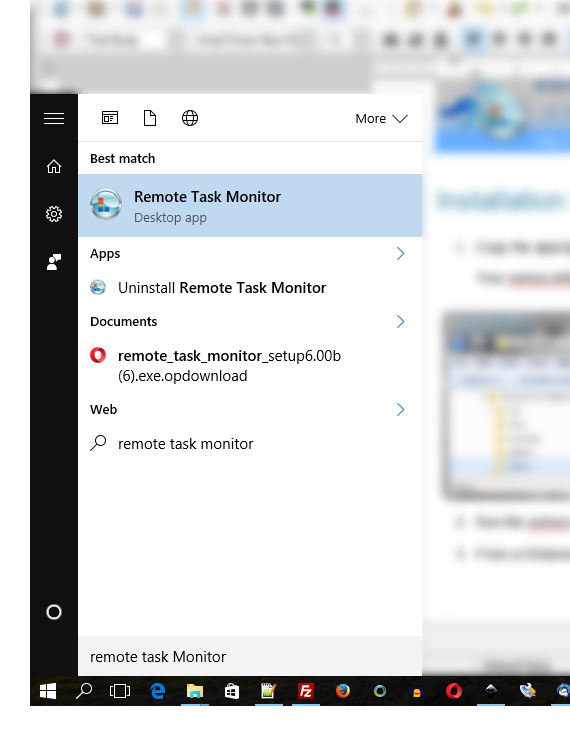 More
Best match
Remote Task Monitor
Desktop app
Apps
Uninstall Remote Task Monitor
Documents
remote_task_monitor_setup6.00b
(6).exe.opdownload
Web
remote task monitor
remote task Monitor
Installation